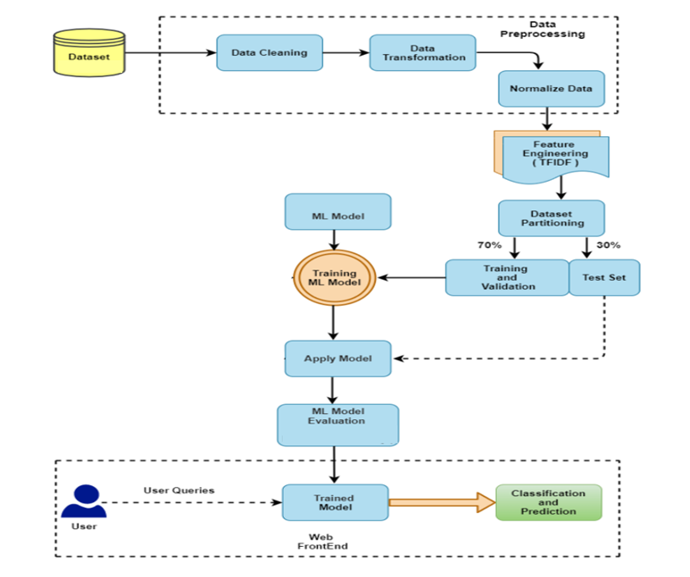 Data
Preprocessing
Dataset
Data Cleaning
Data
Transformation
Normalize Data
Feature
Engineering
( TFIDF )
ML Model
Dataset
Partitioning
70%
30%
Training
ML Model
Training
and
Validation
Test Set
Apply Model
ML Model
Evaluation
User Queries
User
Trained
Model
Classification
and
Prediction
Web
FrontEnd